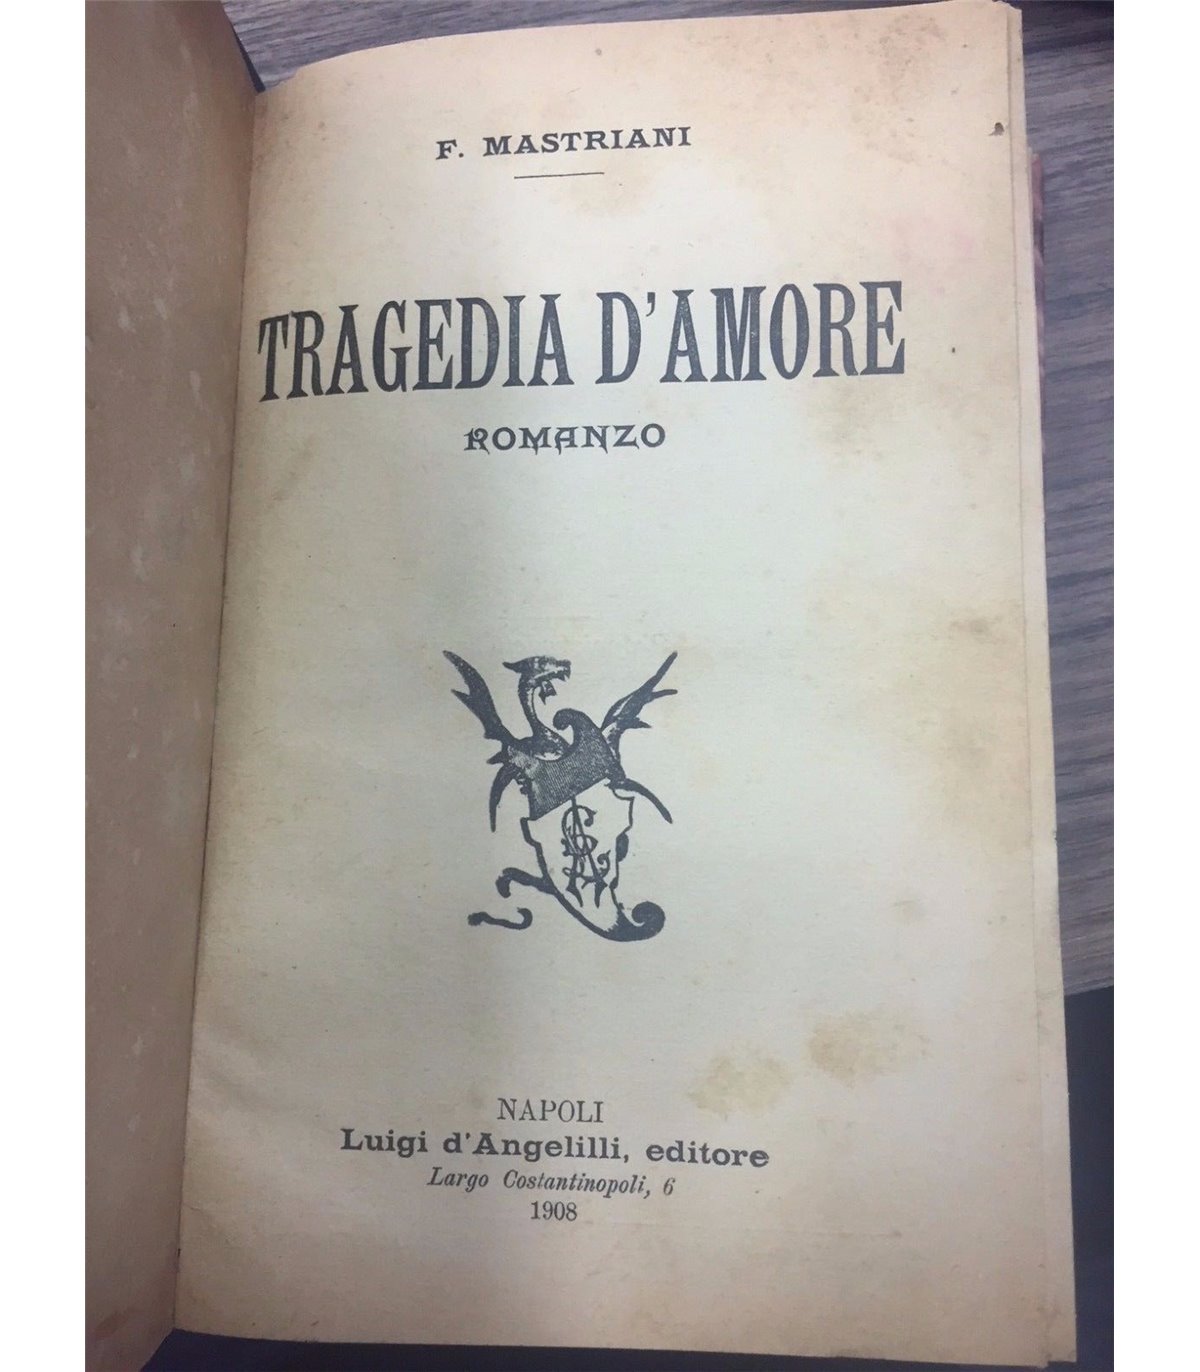 F. MASTRIANI
TRAGEDIA D'AMORE
ROMANZO
NAPOLI
Luigi d'Angelilli, editore
Largo Costantinopoli, 6
1908